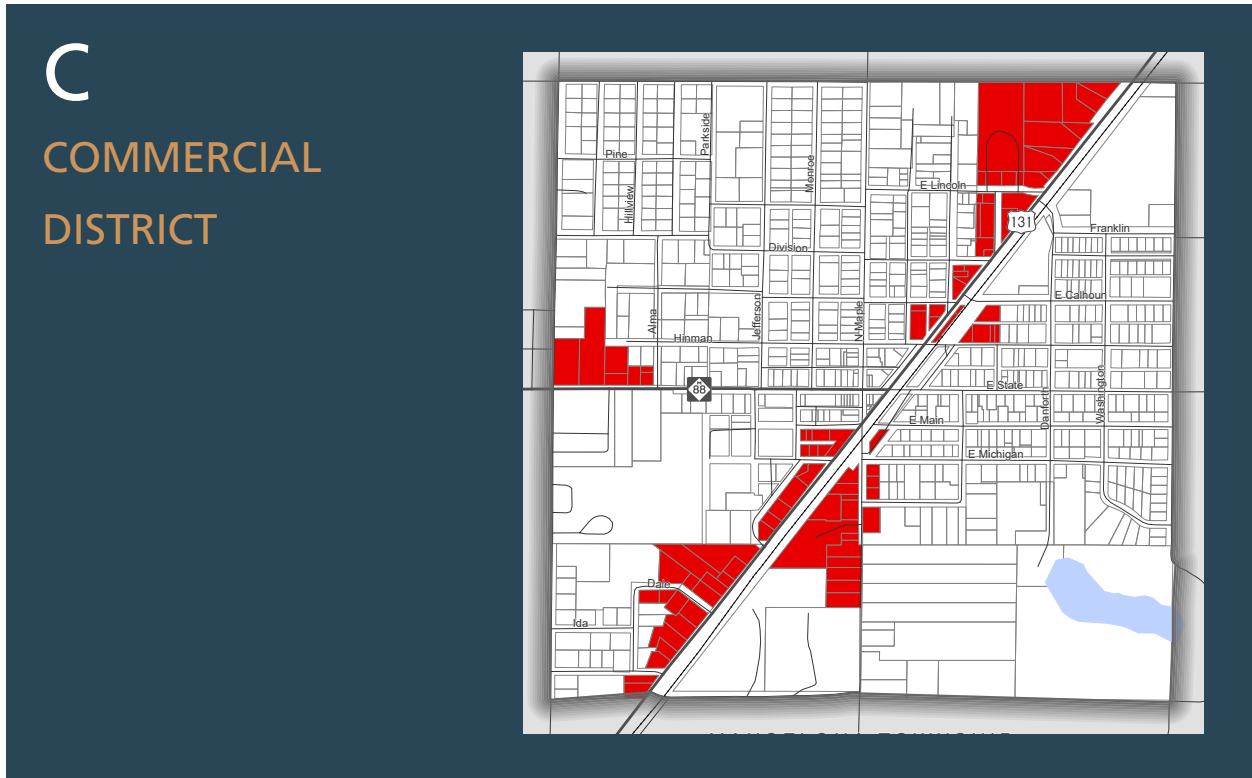 C
COMMERCIAL
DISTRICT
Pine
Parkside
Hillview
Monroe
E Lincoln
131
Franklin
Division
E Calhoun
Alma
Jefferson
N Maple
Hinman
M
88
E State
Danforth
Washington
E Main
E Michigan
Dale
Ida